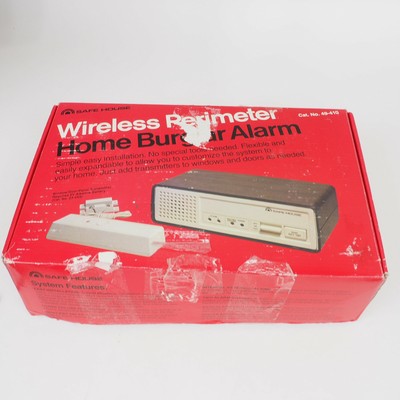 SAFE HOUSE
Wireless Perimeter
Cat. No. 49-410
Home Burglar Alarm
Simple easy installation. No special tools needed. Flexible and
easily expandable to allow you to customize the system to
your home. Just add transmitters to windows and doors as needed.
SAFE HOUSE
SAFE HOUSE
System Features